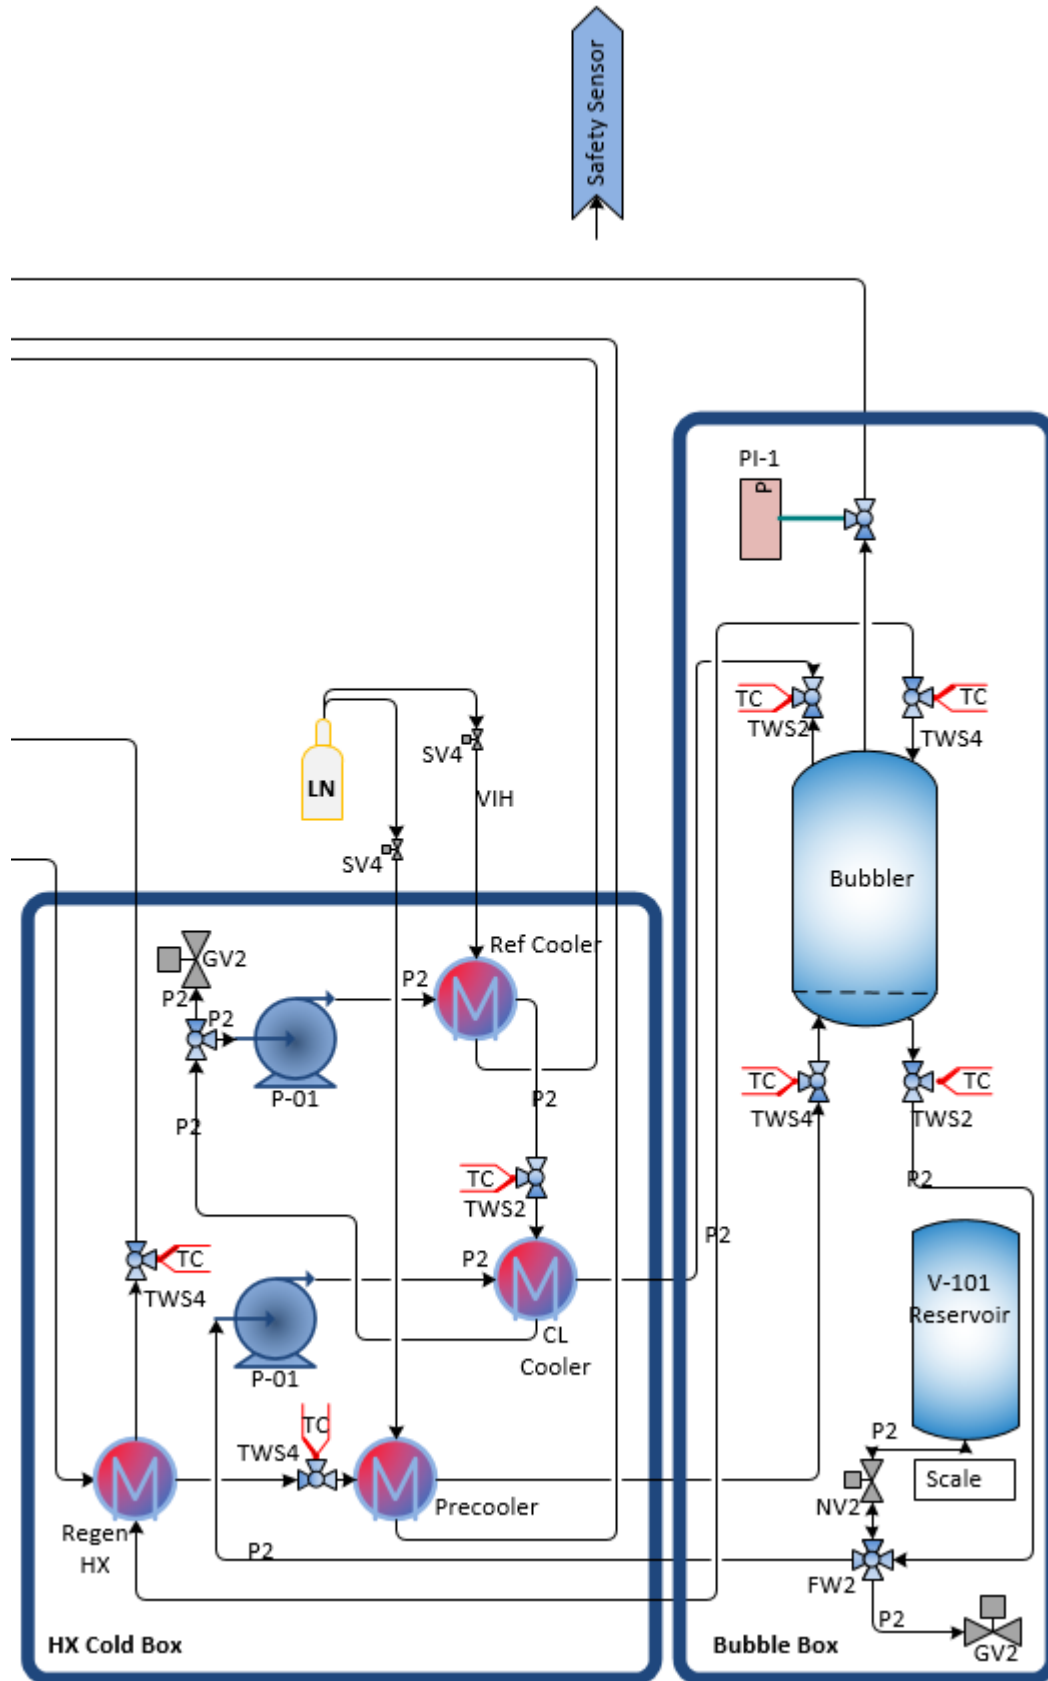 Safety Sensor
PI-1
P
TC
TWS2
TC
TWS4
SV4
LN
VIH
SV4
Bubbler
Ref Cooler
GV2
P2
P2
P2
P-01
P2
P2
TC
TWS4
TC
TWS2
TC
TWS2
P2
P2
TC
TWS4
P2
P-01
CL
Cooler
V-101
Reservoir
TC
TWS4
P2
Scale
NV2
Precooler
Regen
HX
P2
FW2
P2
GV2
HX Cold Box
Bubble Box